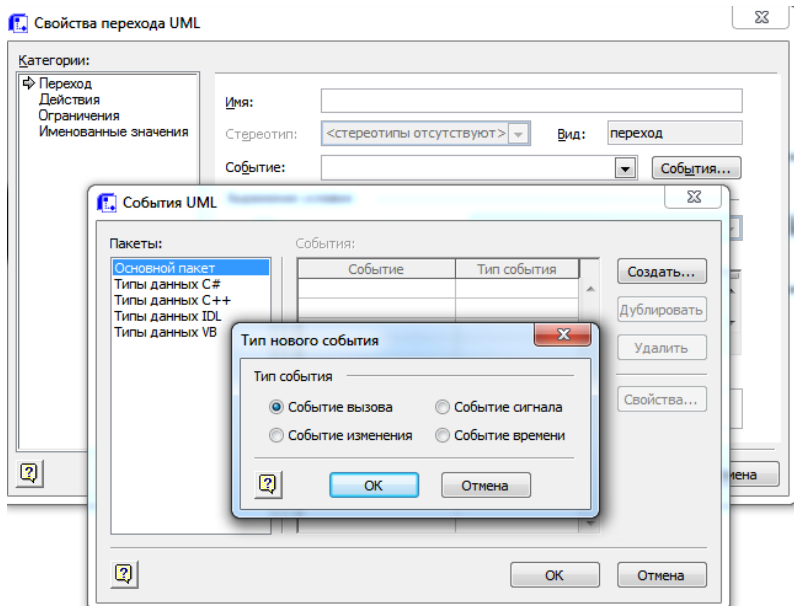 Свойства перехода UML
Категории:
Переход
Действия
Ограничения
Именованные значения
Имя:
Стереотип: <стереотипы отсутствуют> Вид: переход
Событие: События...
События UML
Пакеты:
Основной пакет
Типы данных C#
Типы данных C++
Типы данных IDL
Типы данных VB
События:
Событие Тип события
Создать...
Дублировать
Удалить
Свойства...
Тип нового события
Тип события
Событие вызова Событие сигнала
Событие изменения Событие времени
OK Отмена
OK Отмена